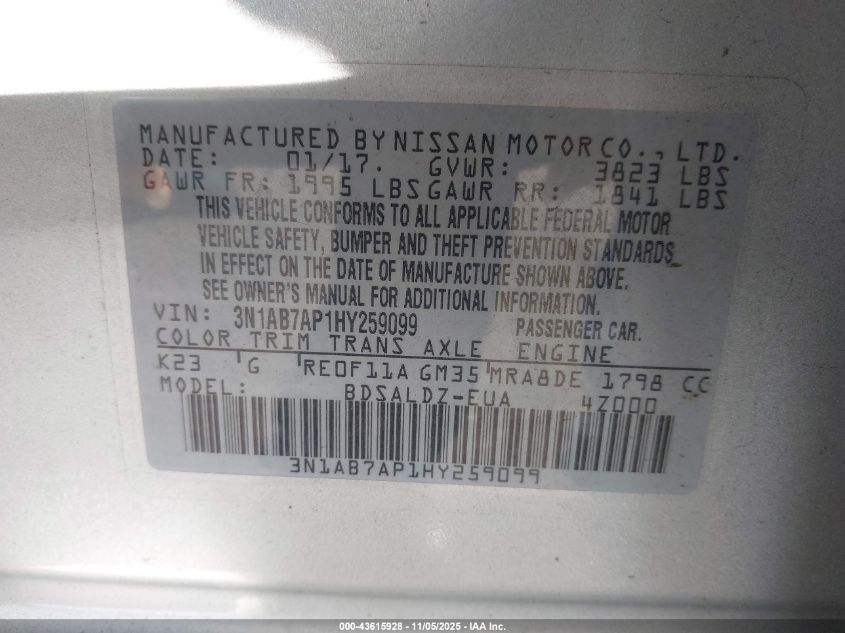 MANUFACTURED BY NISSAN MOTOR CO., LTD.
DATE: 01/17. GVWR: 3823 LBS
GAWR FR: 1995 LBS GAWR RR: 1841 LBS
THIS VEHICLE CONFORMS TO ALL APPLICABLE FEDERAL MOTOR
VEHICLE SAFETY, BUMPER AND THEFT PREVENTION STANDARDS
IN EFFECT ON THE DATE OF MANUFACTURE SHOWN ABOVE.
SEE OWNER'S MANUAL FOR ADDITIONAL INFORMATION.
VIN: 3N1AB7AP1HY259099 PASSENGER CAR.
COLOR TRIM TRANS AXLE ENGINE
K23 G RE0F11A GM35 MRA8DE 1798 CC
MODEL: BDSALDZ-EUA 4Z000
3N1AB7AP1HY259099
000-43615928 - 11/05/2025 - IAA Inc.